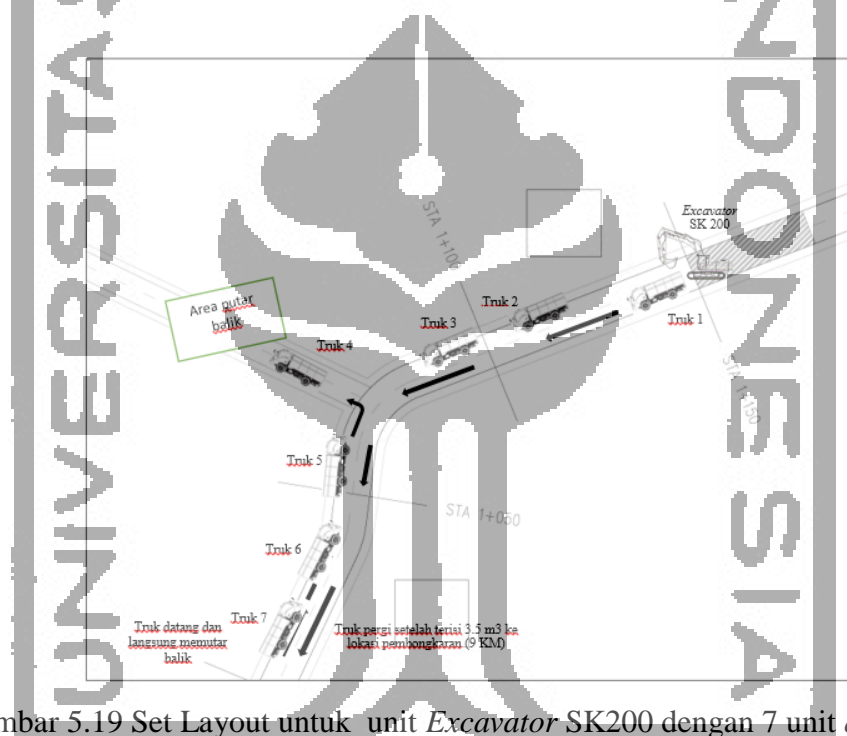 UNIVERSITAS
NDONESIA
STA 1+100
Excavator
SK 200
Area putar
balik
Truk 2
Truk 3
Truk 1
Truk 4
STA 1+150
Truk 5
STA 1+050
Truk 6
Truk 7
Truk datang dan
langsung memutar
balik
Truk pergi setelah terisi 3.5 m3 ke
lokasi pembongkaran (9 KM)
mbar 5.19 Set Layout untuk unit Excavator SK200 dengan 7 unit